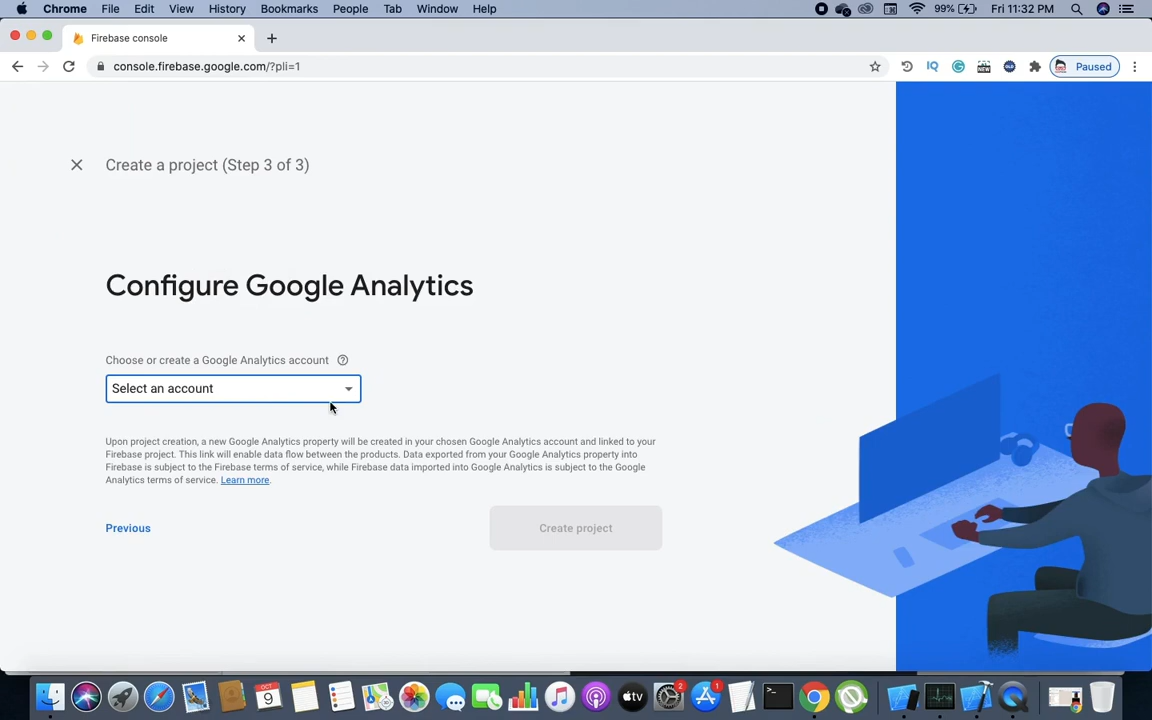 Chrome File Edit View History Bookmarks People Tab Window Help 99% Fri 11:32 PM
Firebase console
console.firebase.google.com/?pli=1 Paused
Create a project (Step 3 of 3)
Configure Google Analytics
Choose or create a Google Analytics account
Select an account
Upon project creation, a new Google Analytics property will be created in your chosen Google Analytics account and linked to your
Firebase project. This link will enable data flow between the products. Data exported from your Google Analytics property into
Firebase is subject to the Firebase terms of service, while Firebase data imported into Google Analytics is subject to the Google
Analytics terms of service. Learn more.
Previous Create project